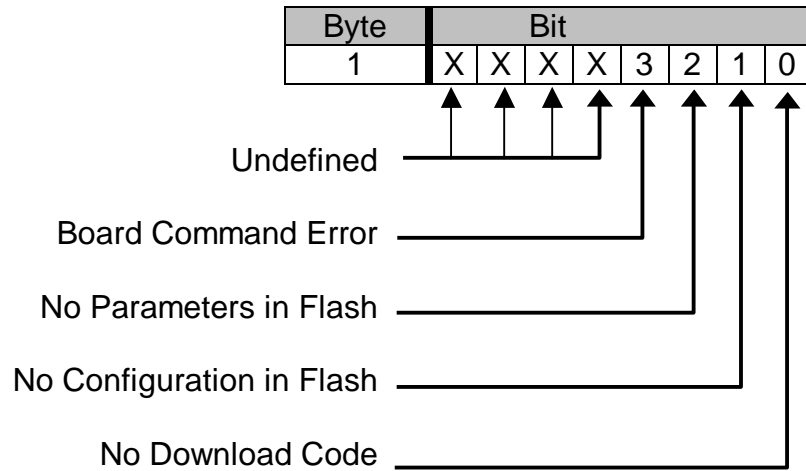 Byte Bit
1 X X X X 3 2 1 0
Undefined
Board Command Error
No Parameters in Flash
No Configuration in Flash
No Download Code